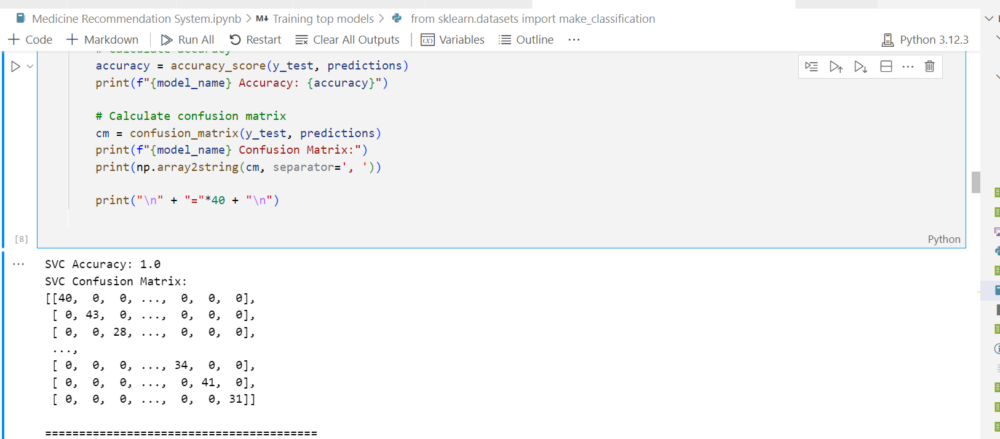 Medicine Recommendation System.ipynb > M↓ Training top models > from sklearn.datasets import make_classification
+ Code + Markdown Run All Restart Clear All Outputs Variables Outline ... Python 3.12.3
accuracy = accuracy_score(y_test, predictions)
print(f"{model_name} Accuracy: {accuracy}")
# Calculate confusion matrix
cm = confusion_matrix(y_test, predictions)
print(f"{model_name} Confusion Matrix:")
print(np.array2string(cm, separator=', '))
print("\n" + "="*40 + "\n")
[8]
Python
SVC Accuracy: 1.0
SVC Confusion Matrix:
[[40,  0,  0, ...,  0,  0,  0],
[ 0, 43,  0, ...,  0,  0,  0],
[ 0,  0, 28, ...,  0,  0,  0],
...,
[ 0,  0,  0, ..., 34,  0,  0],
[ 0,  0,  0, ...,  0, 41,  0],
[ 0,  0,  0, ...,  0,  0, 31]]
========================================